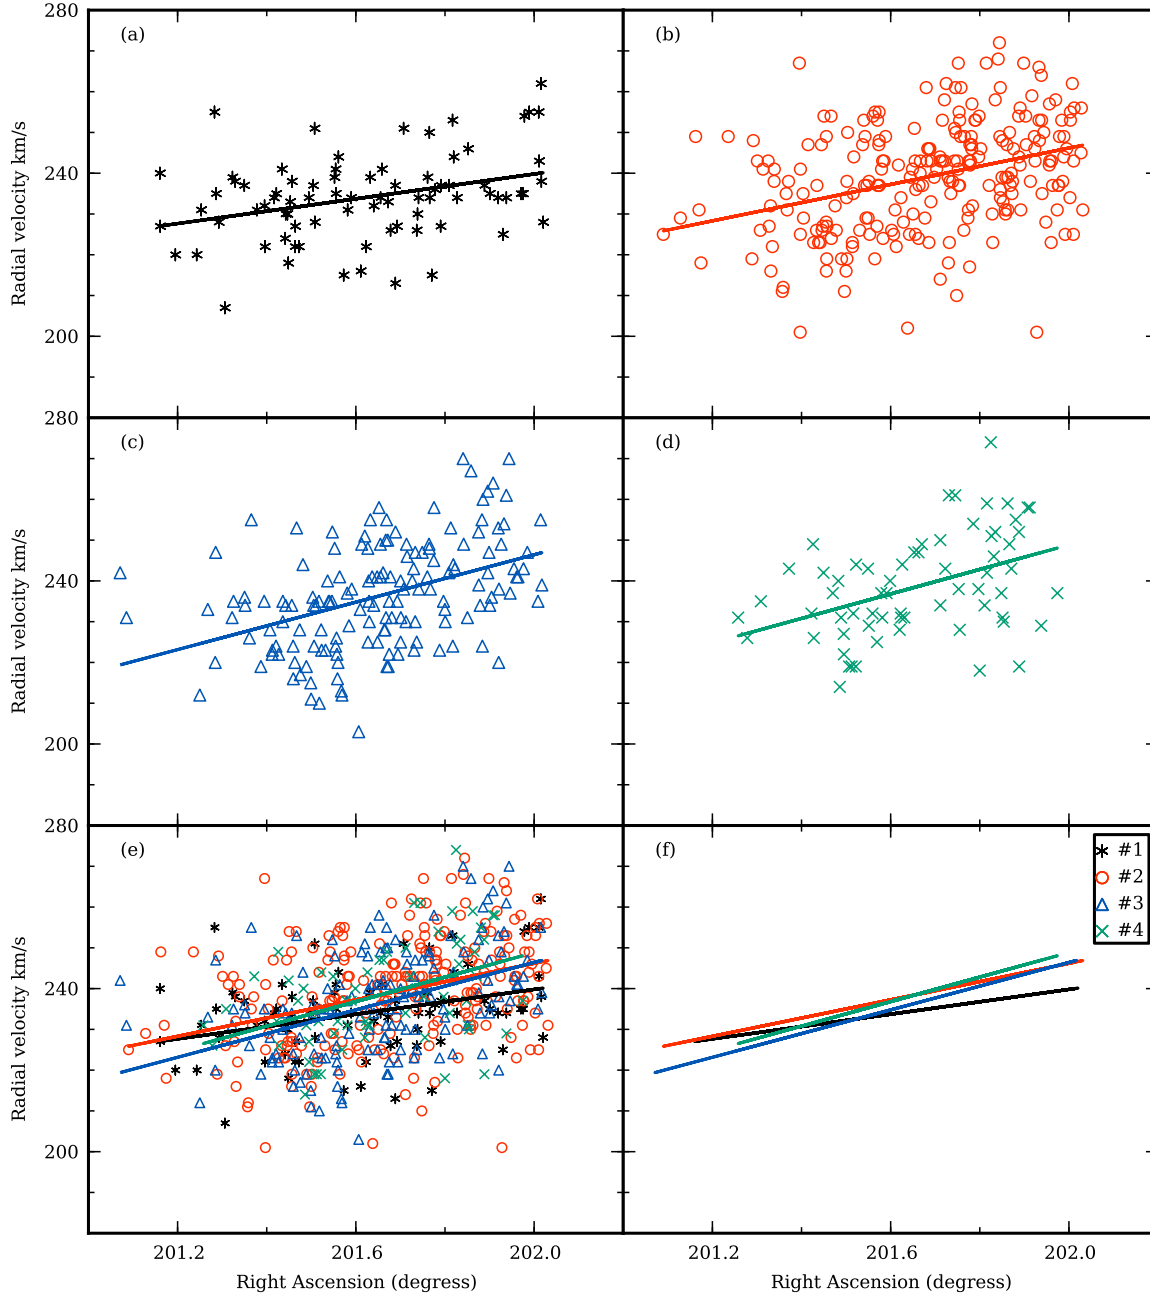 280
(a)
(b)
240
200
Radial velocity km/s
280
(c)
(d)
240
200
Radial velocity km/s
280
(e)
(f)
#1
#2
#3
#4
240
200
Radial velocity km/s
201.2 201.6 202.0 201.2 201.6 202.0
Right Ascension (degress) Right Ascension (degress)